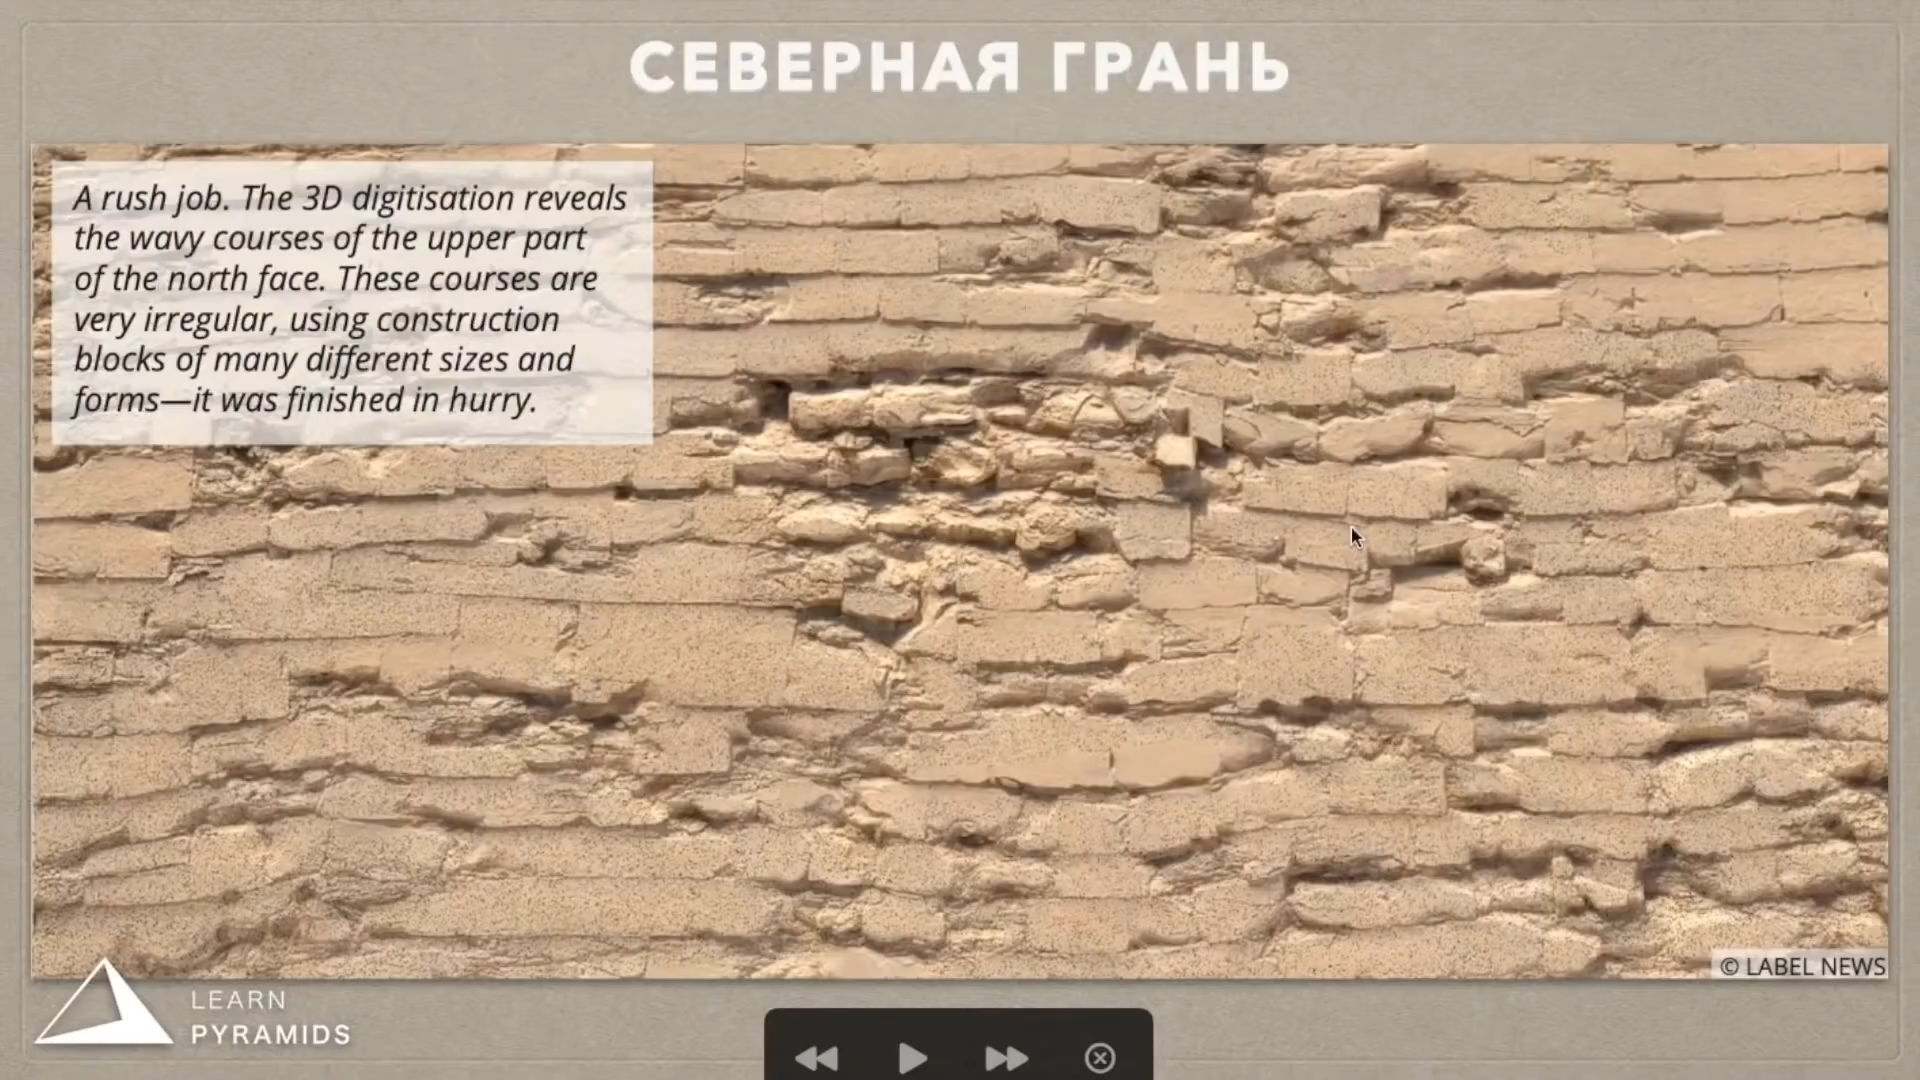 СЕВЕРНАЯ ГРАНЬ
A rush job. The 3D digitisation reveals
the wavy courses of the upper part
of the north face. These courses are
very irregular, using construction
blocks of many different sizes and
forms—it was finished in hurry.
© LABEL NEWS
LEARN
PYRAMIDS